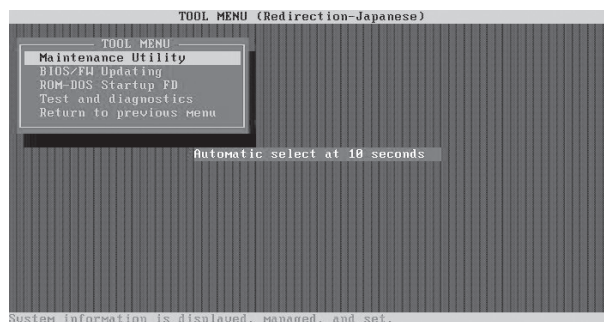 TOOL MENU (Redirection-Japanese)
TOOL MENU
Maintenance Utility
BIOS/FW Updating
ROM-DOS Startup FD
Test and diagnostics
Return to previous menu
Automatic select at 10 seconds
System information is displayed, managed, and set.